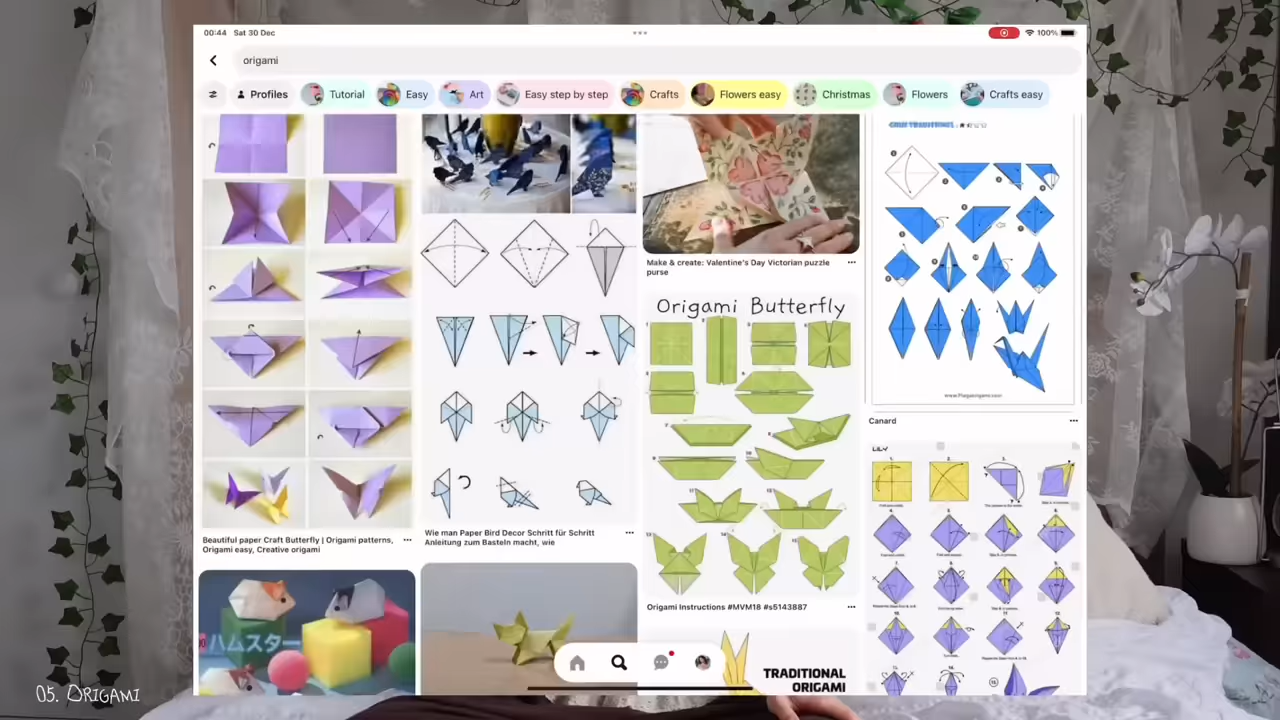 00:44 Sat 30 Dec
100%
origami
Profiles
Tutorial
Easy
Art
Easy step by step
Crafts
Flowers easy
Christmas
Flowers
Crafts easy
Beautiful paper Craft Butterfly | Origami patterns,
Origami easy, Creative origami
ハムスター
Wie man Paper Bird Decor Schritt für Schritt
Anleitung zum Basteln macht, wie
Make & create: Valentine's Day Victorian puzzle
purse
Origami Butterfly
Origami Instructions #MVM18 #s5143887
TRADITIONAL
ORIGAMI
Canard
LILY
05. ORIGAMI